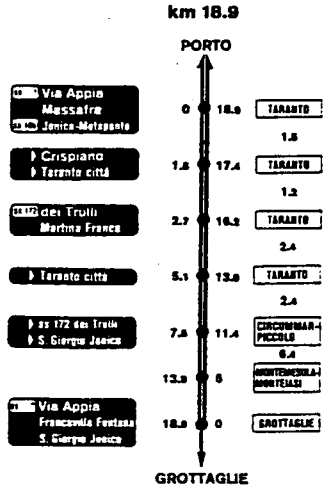 km 18.9
PORTO
Via Appia
Massafra
Jonica-Metaponto
0 18.9
TARANTO
1.5
Crispiano
Taranto città
1.5 17.4
TARANTO
1.2
ss 172 dei Trulli
Martina Franca
2.7 16.2
TARANTO
2.4
Taranto città
5.1 13.9
TARANTO
2.4
ss 172 dei Trulli
S. Giorgio Jonico
7.5 11.4
CIRCUMMAR-
PICCOLO
6.4
13.9 5
MONTEMESOLA-
MONTEIASI
Via Appia
Francavilla Fontana
S. Giorgio Jonico
18.9 0
GROTTAGLIE
GROTTAGLIE